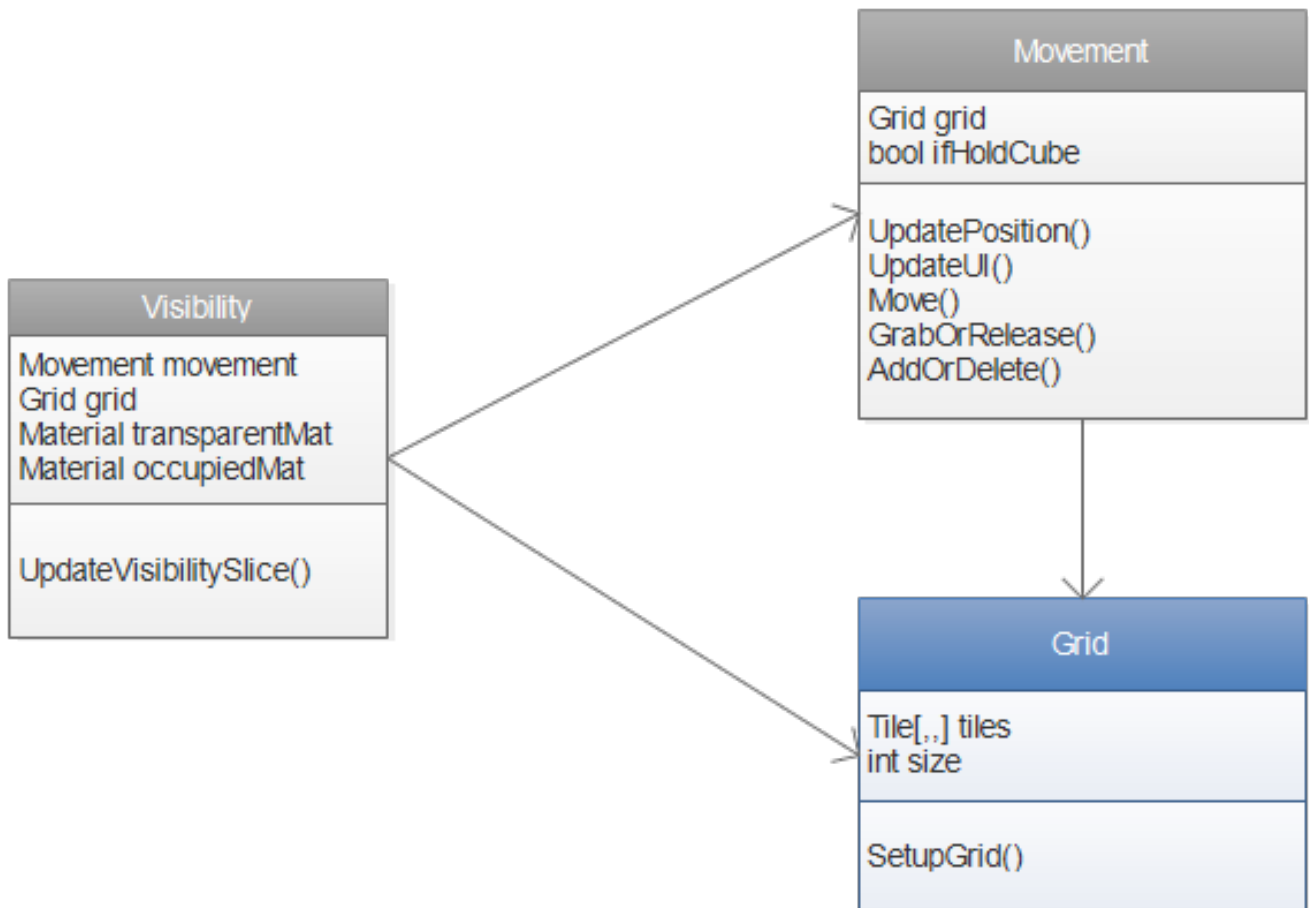 Movement
Grid grid
bool ifHoldCube
UpdatePosition()
UpdateUI()
Move()
GrabOrRelease()
AddOrDelete()
Visibility
Movement movement
Grid grid
Material transparentMat
Material occupiedMat
UpdateVisibilitySlice()
Grid
Tile[,,] tiles
int size
SetupGrid()